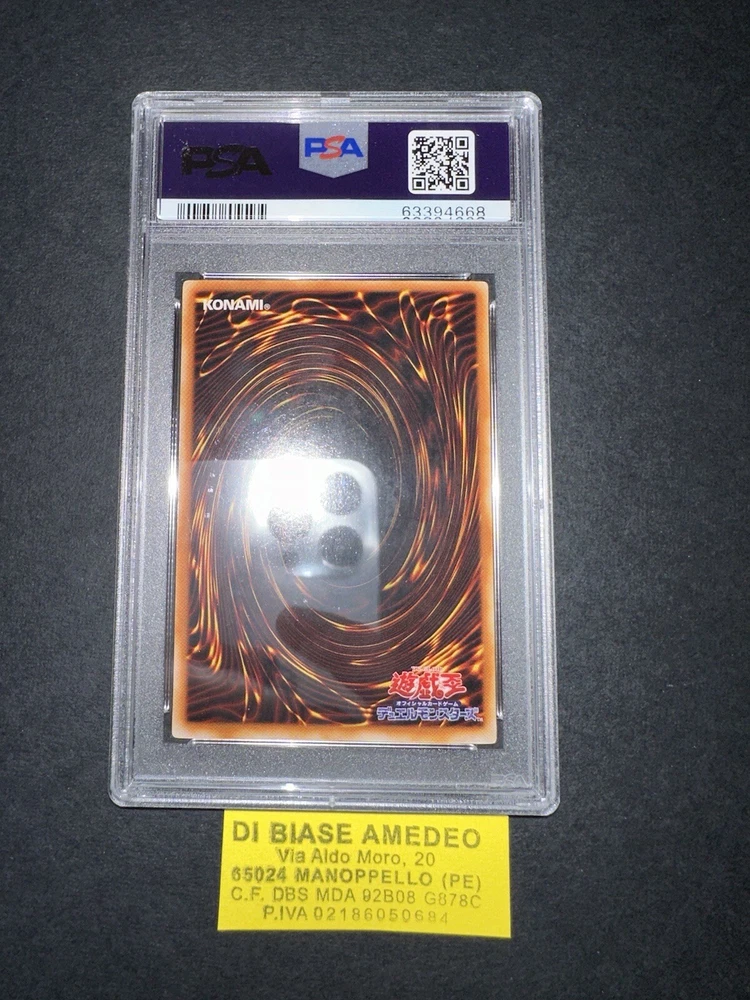 PSA
PSA
63394668
KONAMI®
遊戯王
オフィシャルカードゲーム
デュエルモンスターズ™
DI BIASE AMEDEO
Via Aldo Moro, 20
65024 MANOPPELLO (PE)
C.F. DBS MDA 92B08 G878C
P.IVA 02186050684